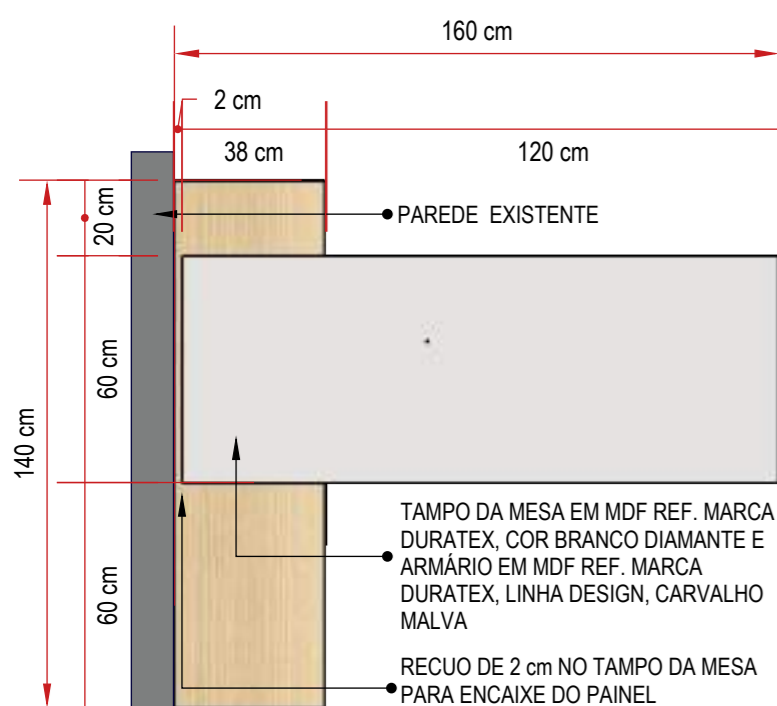 160 cm
2 cm
38 cm
120 cm
20 cm
PAREDE EXISTENTE
60 cm
140 cm
TAMPO DA MESA EM MDF REF. MARCA
DURATEX, COR BRANCO DIAMANTE E
ARMÁRIO EM MDF REF. MARCA
DURATEX, LINHA DESIGN, CARVALHO
MALVA
60 cm
RECUO DE 2 cm NO TAMPO DA MESA
PARA ENCAIXE DO PAINEL